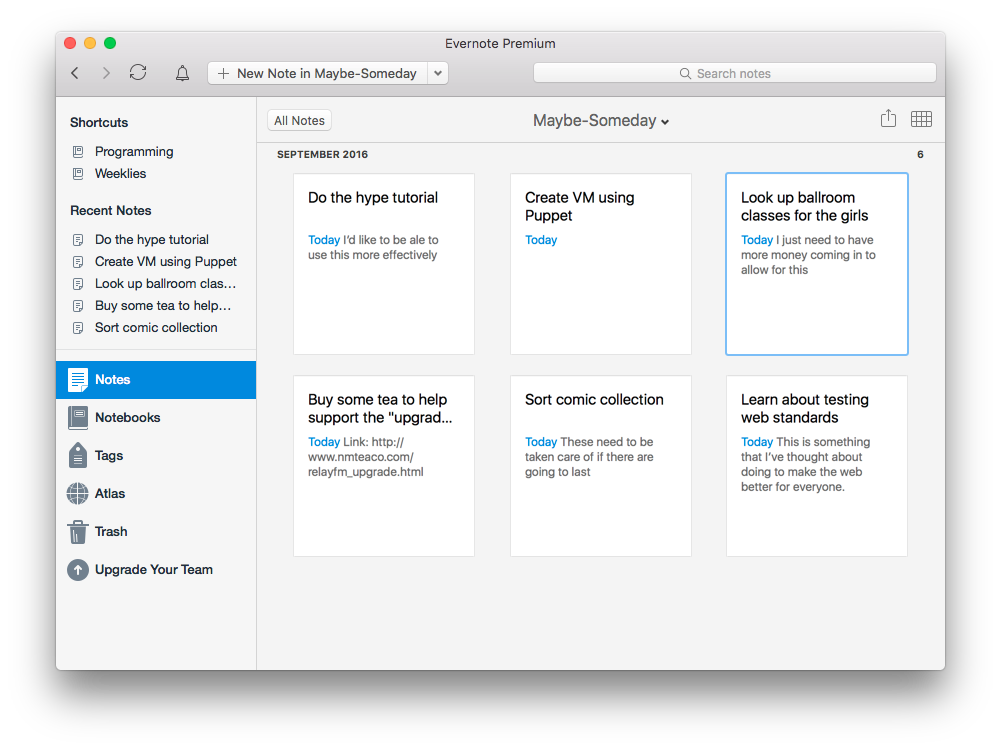 Evernote Premium
New Note in Maybe-Someday
Search notes
Shortcuts
Programming
Weeklies
Recent Notes
Do the hype tutorial
Create VM using Puppet
Look up ballroom clas…
Buy some tea to help…
Sort comic collection
Notes
Notebooks
Tags
Atlas
Trash
Upgrade Your Team
All Notes
Maybe-Someday
SEPTEMBER 2016
6
Do the hype tutorial
Today I'd like to be ale to
use this more effectively
Create VM using
Puppet
Today
Look up ballroom
classes for the girls
Today I just need to have
more money coming in to
allow for this
Buy some tea to help
support the "upgrad...
Today Link: http://
www.nmteaco.com/
relayfm_upgrade.html
Sort comic collection
Today These need to be
taken care of if there are
going to last
Learn about testing
web standards
Today This is something
that I've thought about
doing to make the web
better for everyone.